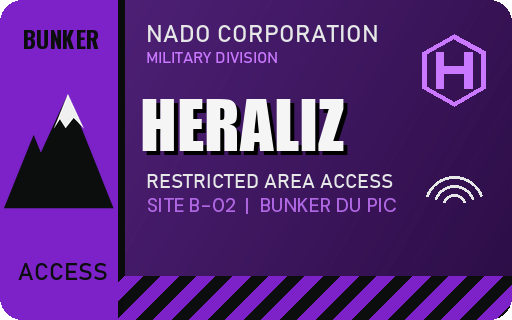 BUNKER
ACCESS
NADO CORPORATION
MILITARY DIVISION
H
HERALIZ
RESTRICTED AREA ACCESS
SITE B-02 | BUNKER DU PIC